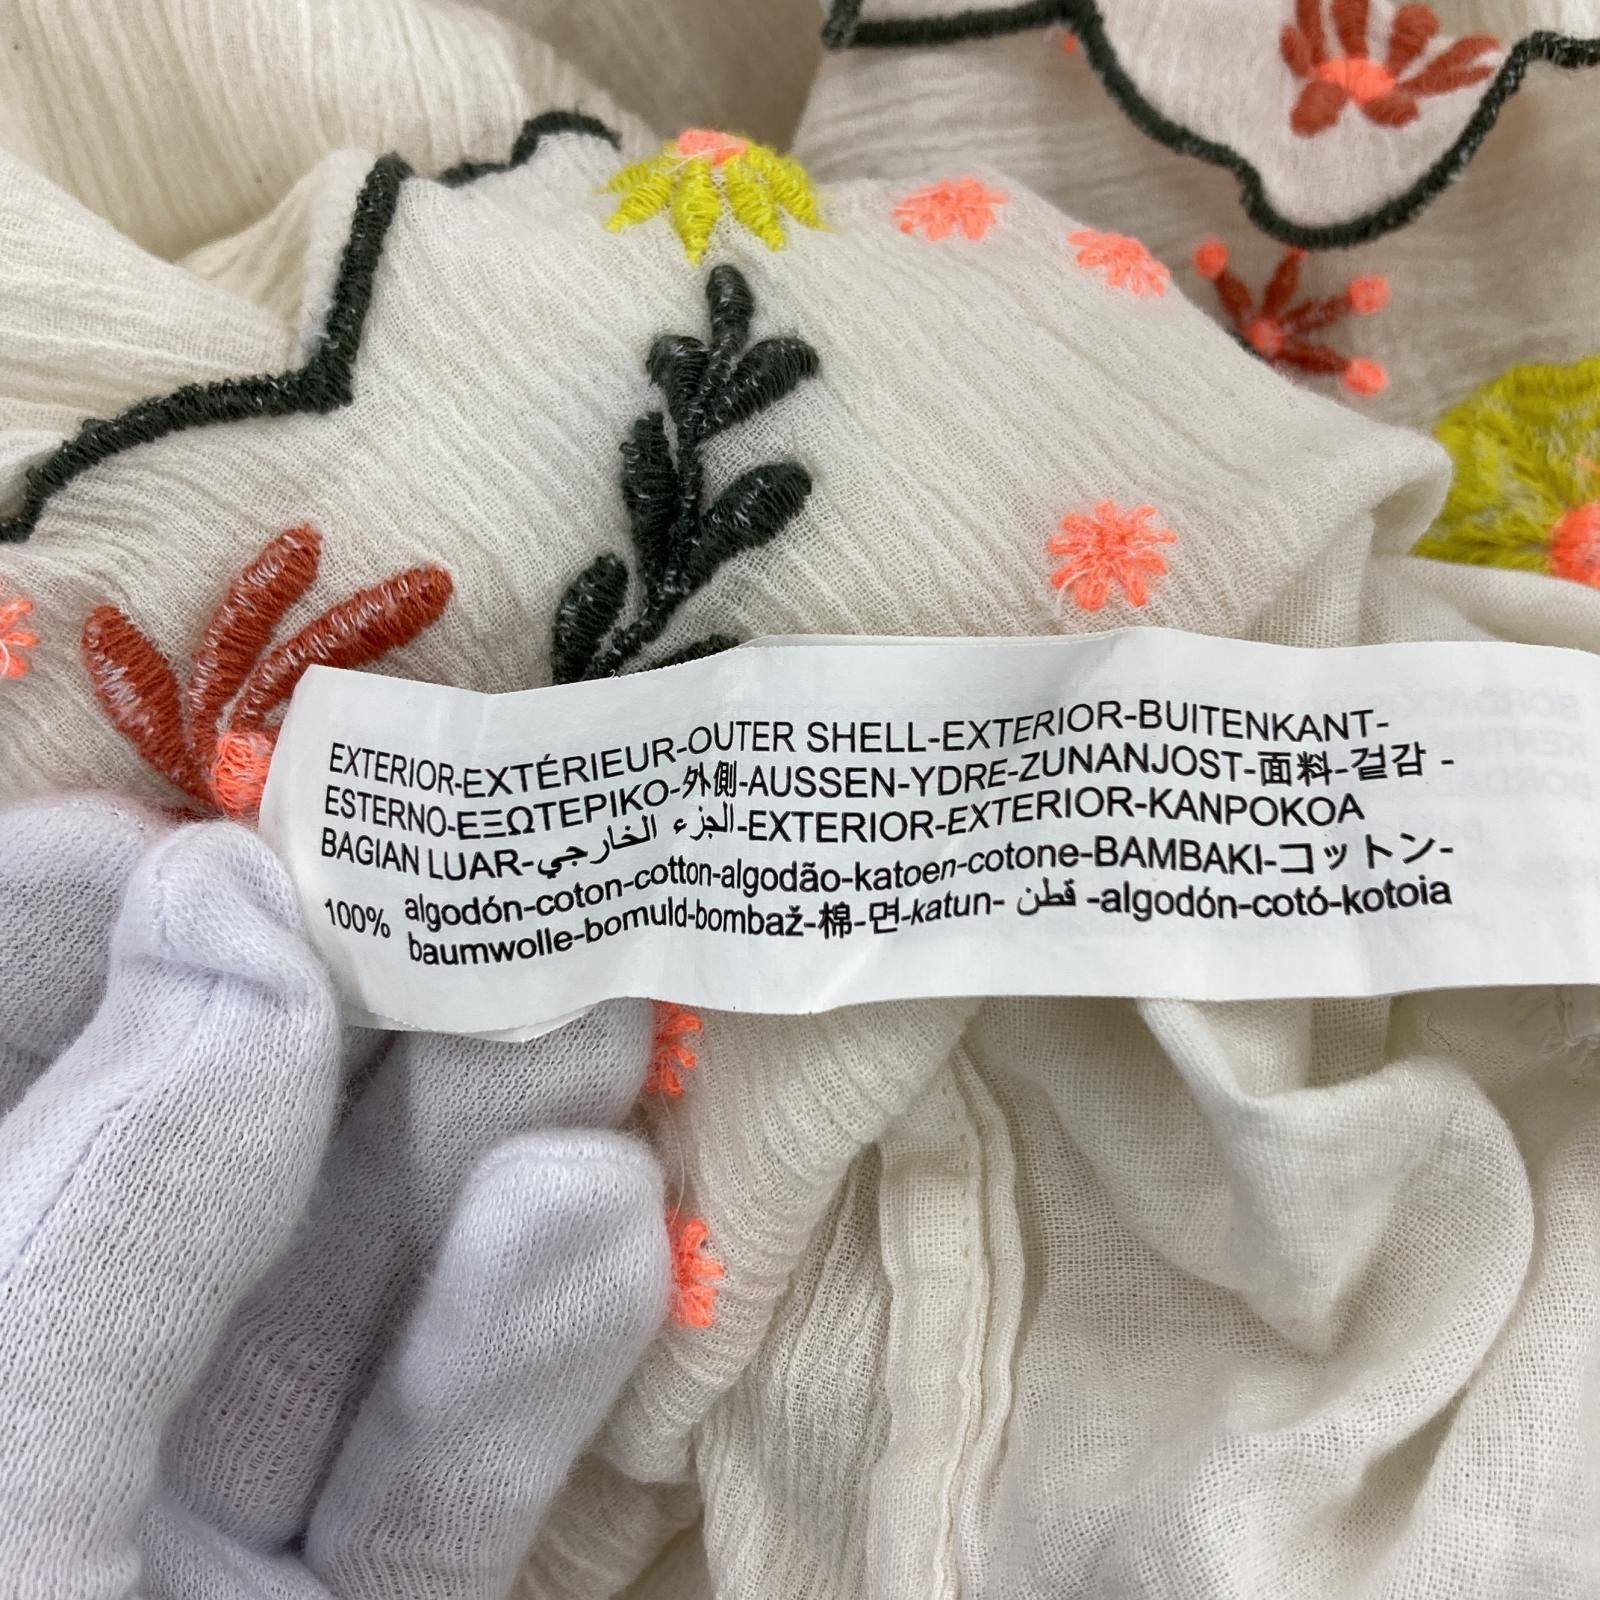 EXTERIOR-EXTÉRIEUR-OUTER SHELL-EXTERIOR-BUITENKANT-
ESTERNO-ΕΞΩΤΕΡΙΚΟ-外側-AUSSEN-YDRE-ZUNANJOST-面料-겉감 -
BAGIAN LUAR-الجزء الخارجي-EXTERIOR-EXTERIOR-KANPOKOA
100% algodón-coton-cotton-algodão-katoen-cotone-BAMBAKI-コットン-
baumwolle-bomuld-bombaž-棉-면-katun- قطن -algodón-cotó-kotoia